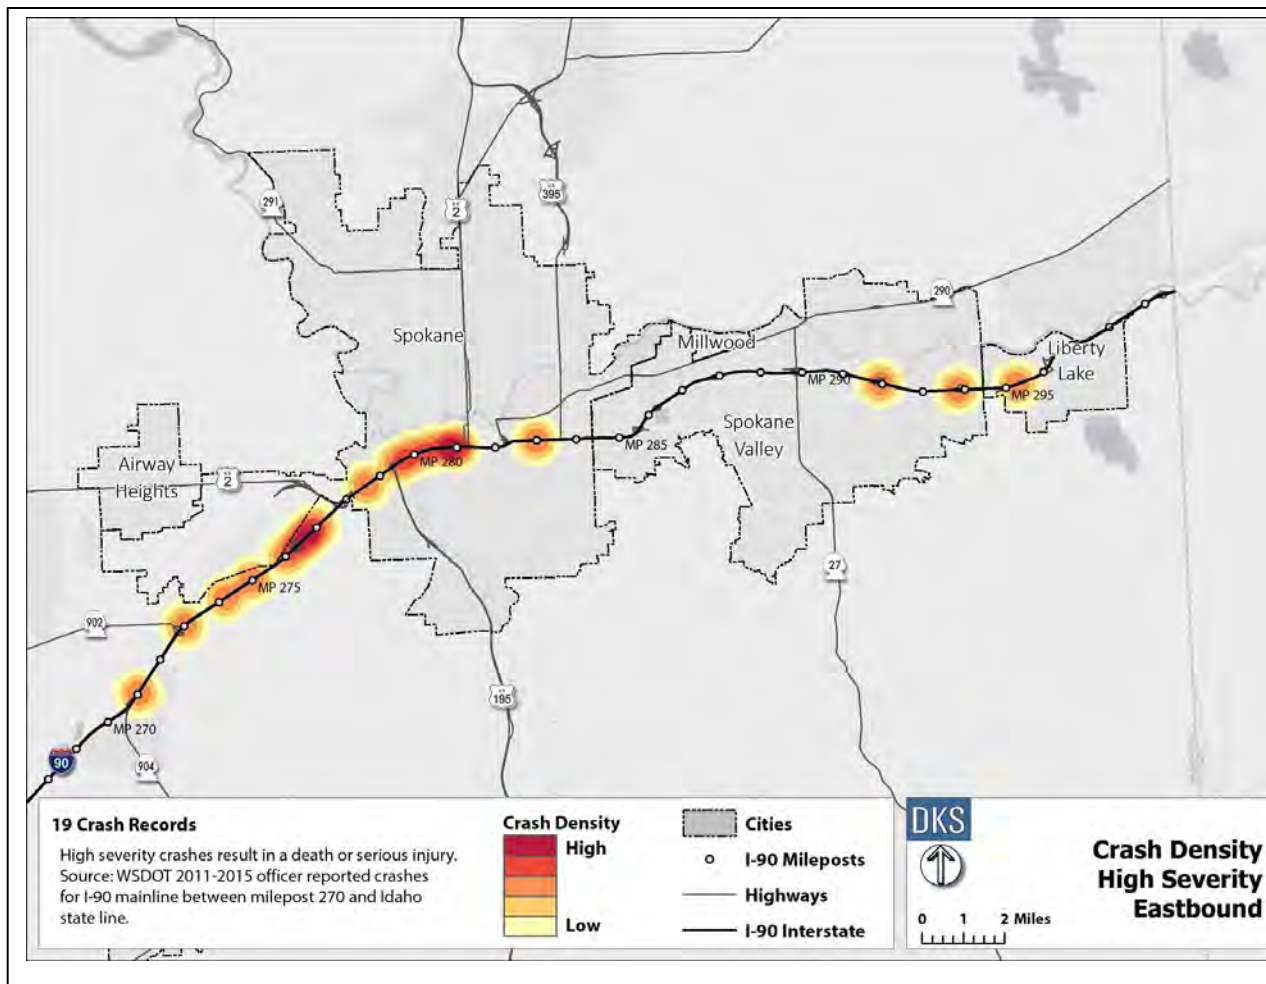 291
US
2
US
395
290
Spokane
Millwood
Liberty
Lake
MP 290
MP 295
Spokane
Valley
MP 285
MP 280
Airway
Heights
US
2
MP 275
27
902
US
195
MP 270
904
90
19 Crash Records
High severity crashes result in a death or serious injury.
Source: WSDOT 2011-2015 officer reported crashes
for I-90 mainline between milepost 270 and Idaho
state line.
Crash Density
High
Low
Cities
I-90 Mileposts
Highways
I-90 Interstate
DKS
0 1 2 Miles
Crash Density
High Severity
Eastbound